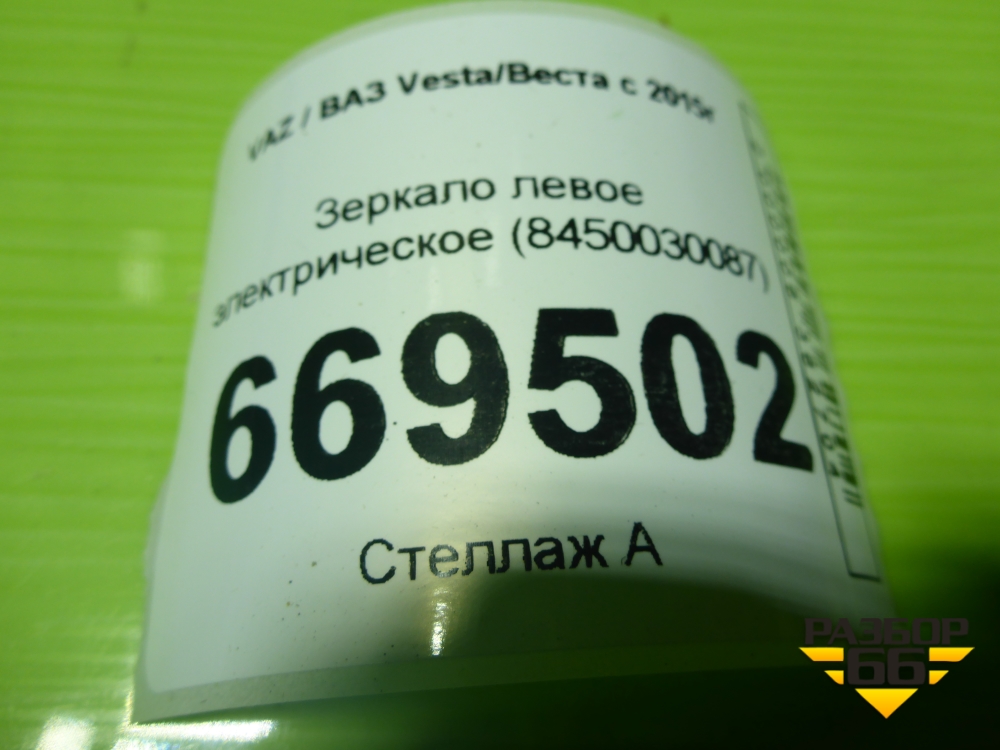 VAZ / ВАЗ Vesta/Веста с 2015г
Зеркало левое
электрическое (8450030087)
669502
Стеллаж А
РАЗБОР
66